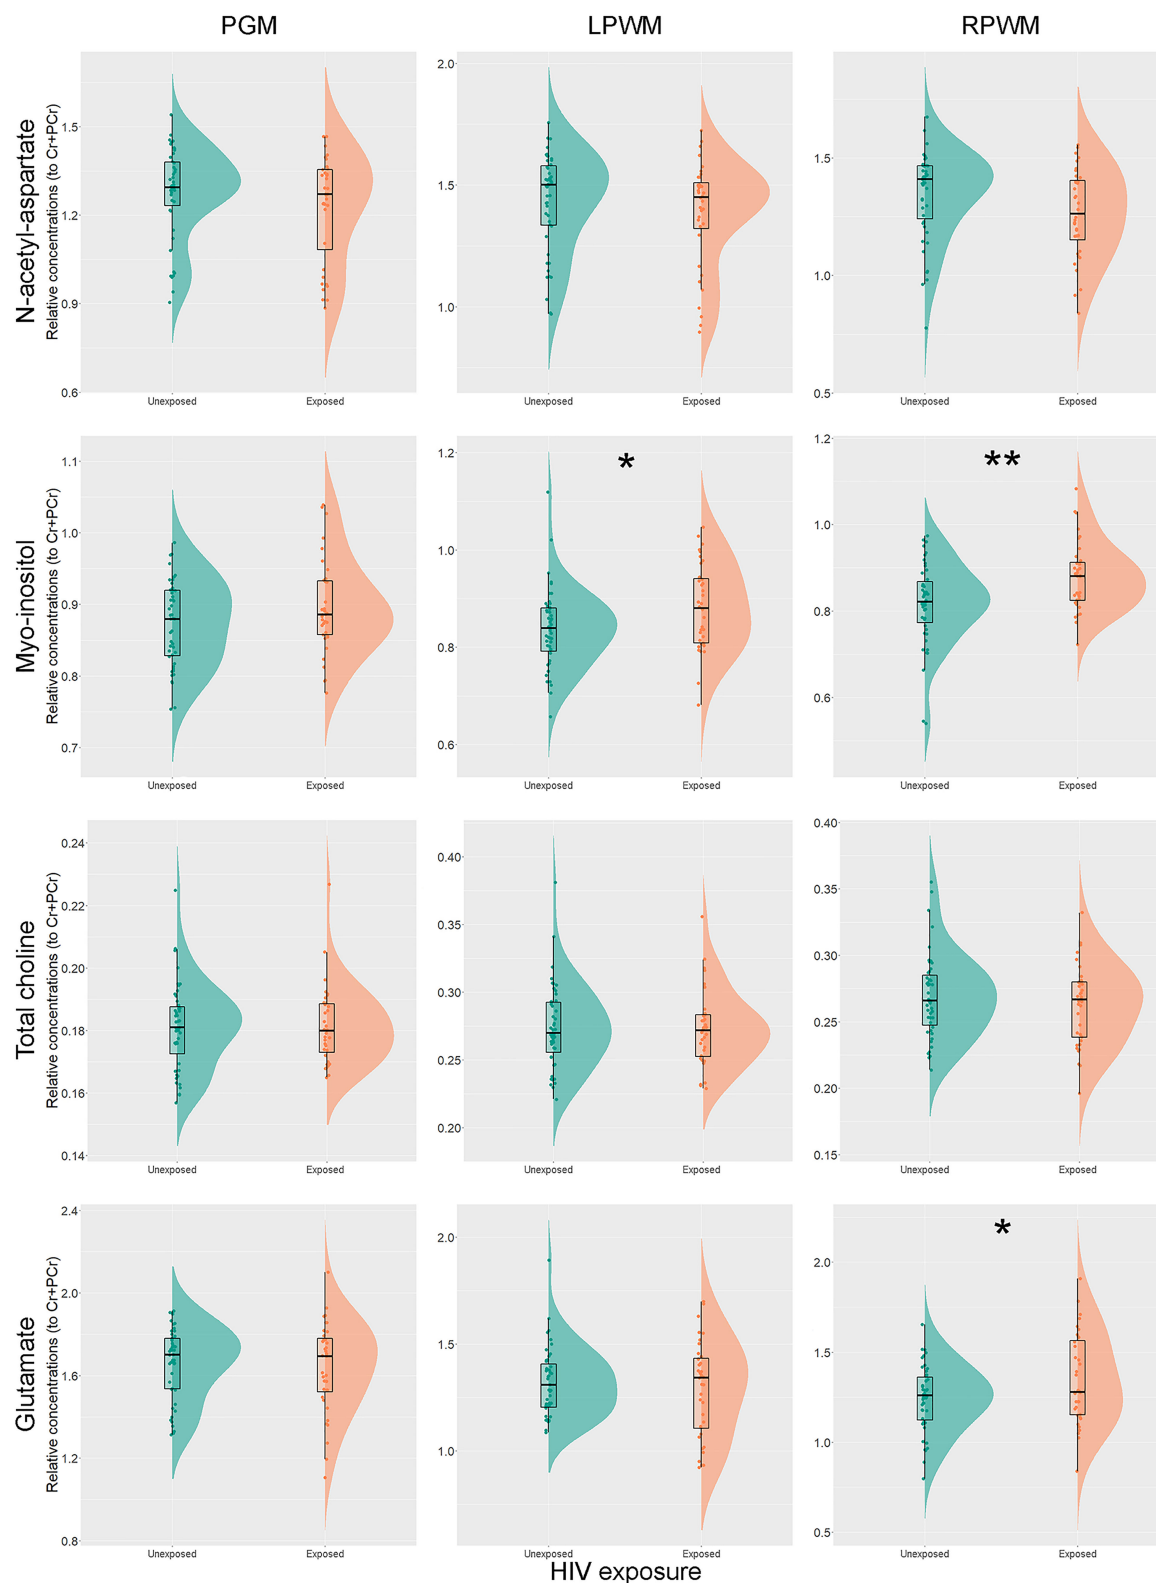 PGM LPWM RPWM
N-acetyl-aspartate
Relative concentrations (to Cr+PCr)
1.5
1.2
0.9
0.6
Unexposed Exposed
2.0
1.5
1.0
Unexposed Exposed
1.5
1.0
0.5
Unexposed Exposed
Myo-inositol
Relative concentrations (to Cr+PCr)
1.1
1.0
0.9
0.8
0.7
Unexposed Exposed
*
1.2
1.0
0.8
0.6
Unexposed Exposed
**
1.2
1.0
0.8
0.6
Unexposed Exposed
Total choline
Relative concentrations (to Cr+PCr)
0.24
0.22
0.20
0.18
0.16
0.14
Unexposed Exposed
0.40
0.35
0.30
0.25
0.20
Unexposed Exposed
0.40
0.35
0.30
0.25
0.20
0.15
Unexposed Exposed
Glutamate
Relative concentrations (to Cr+PCr)
2.4
2.0
1.6
1.2
0.8
Unexposed Exposed
2.0
1.5
1.0
Unexposed Exposed
*
2.0
1.5
1.0
0.5
Unexposed Exposed
HIV exposure